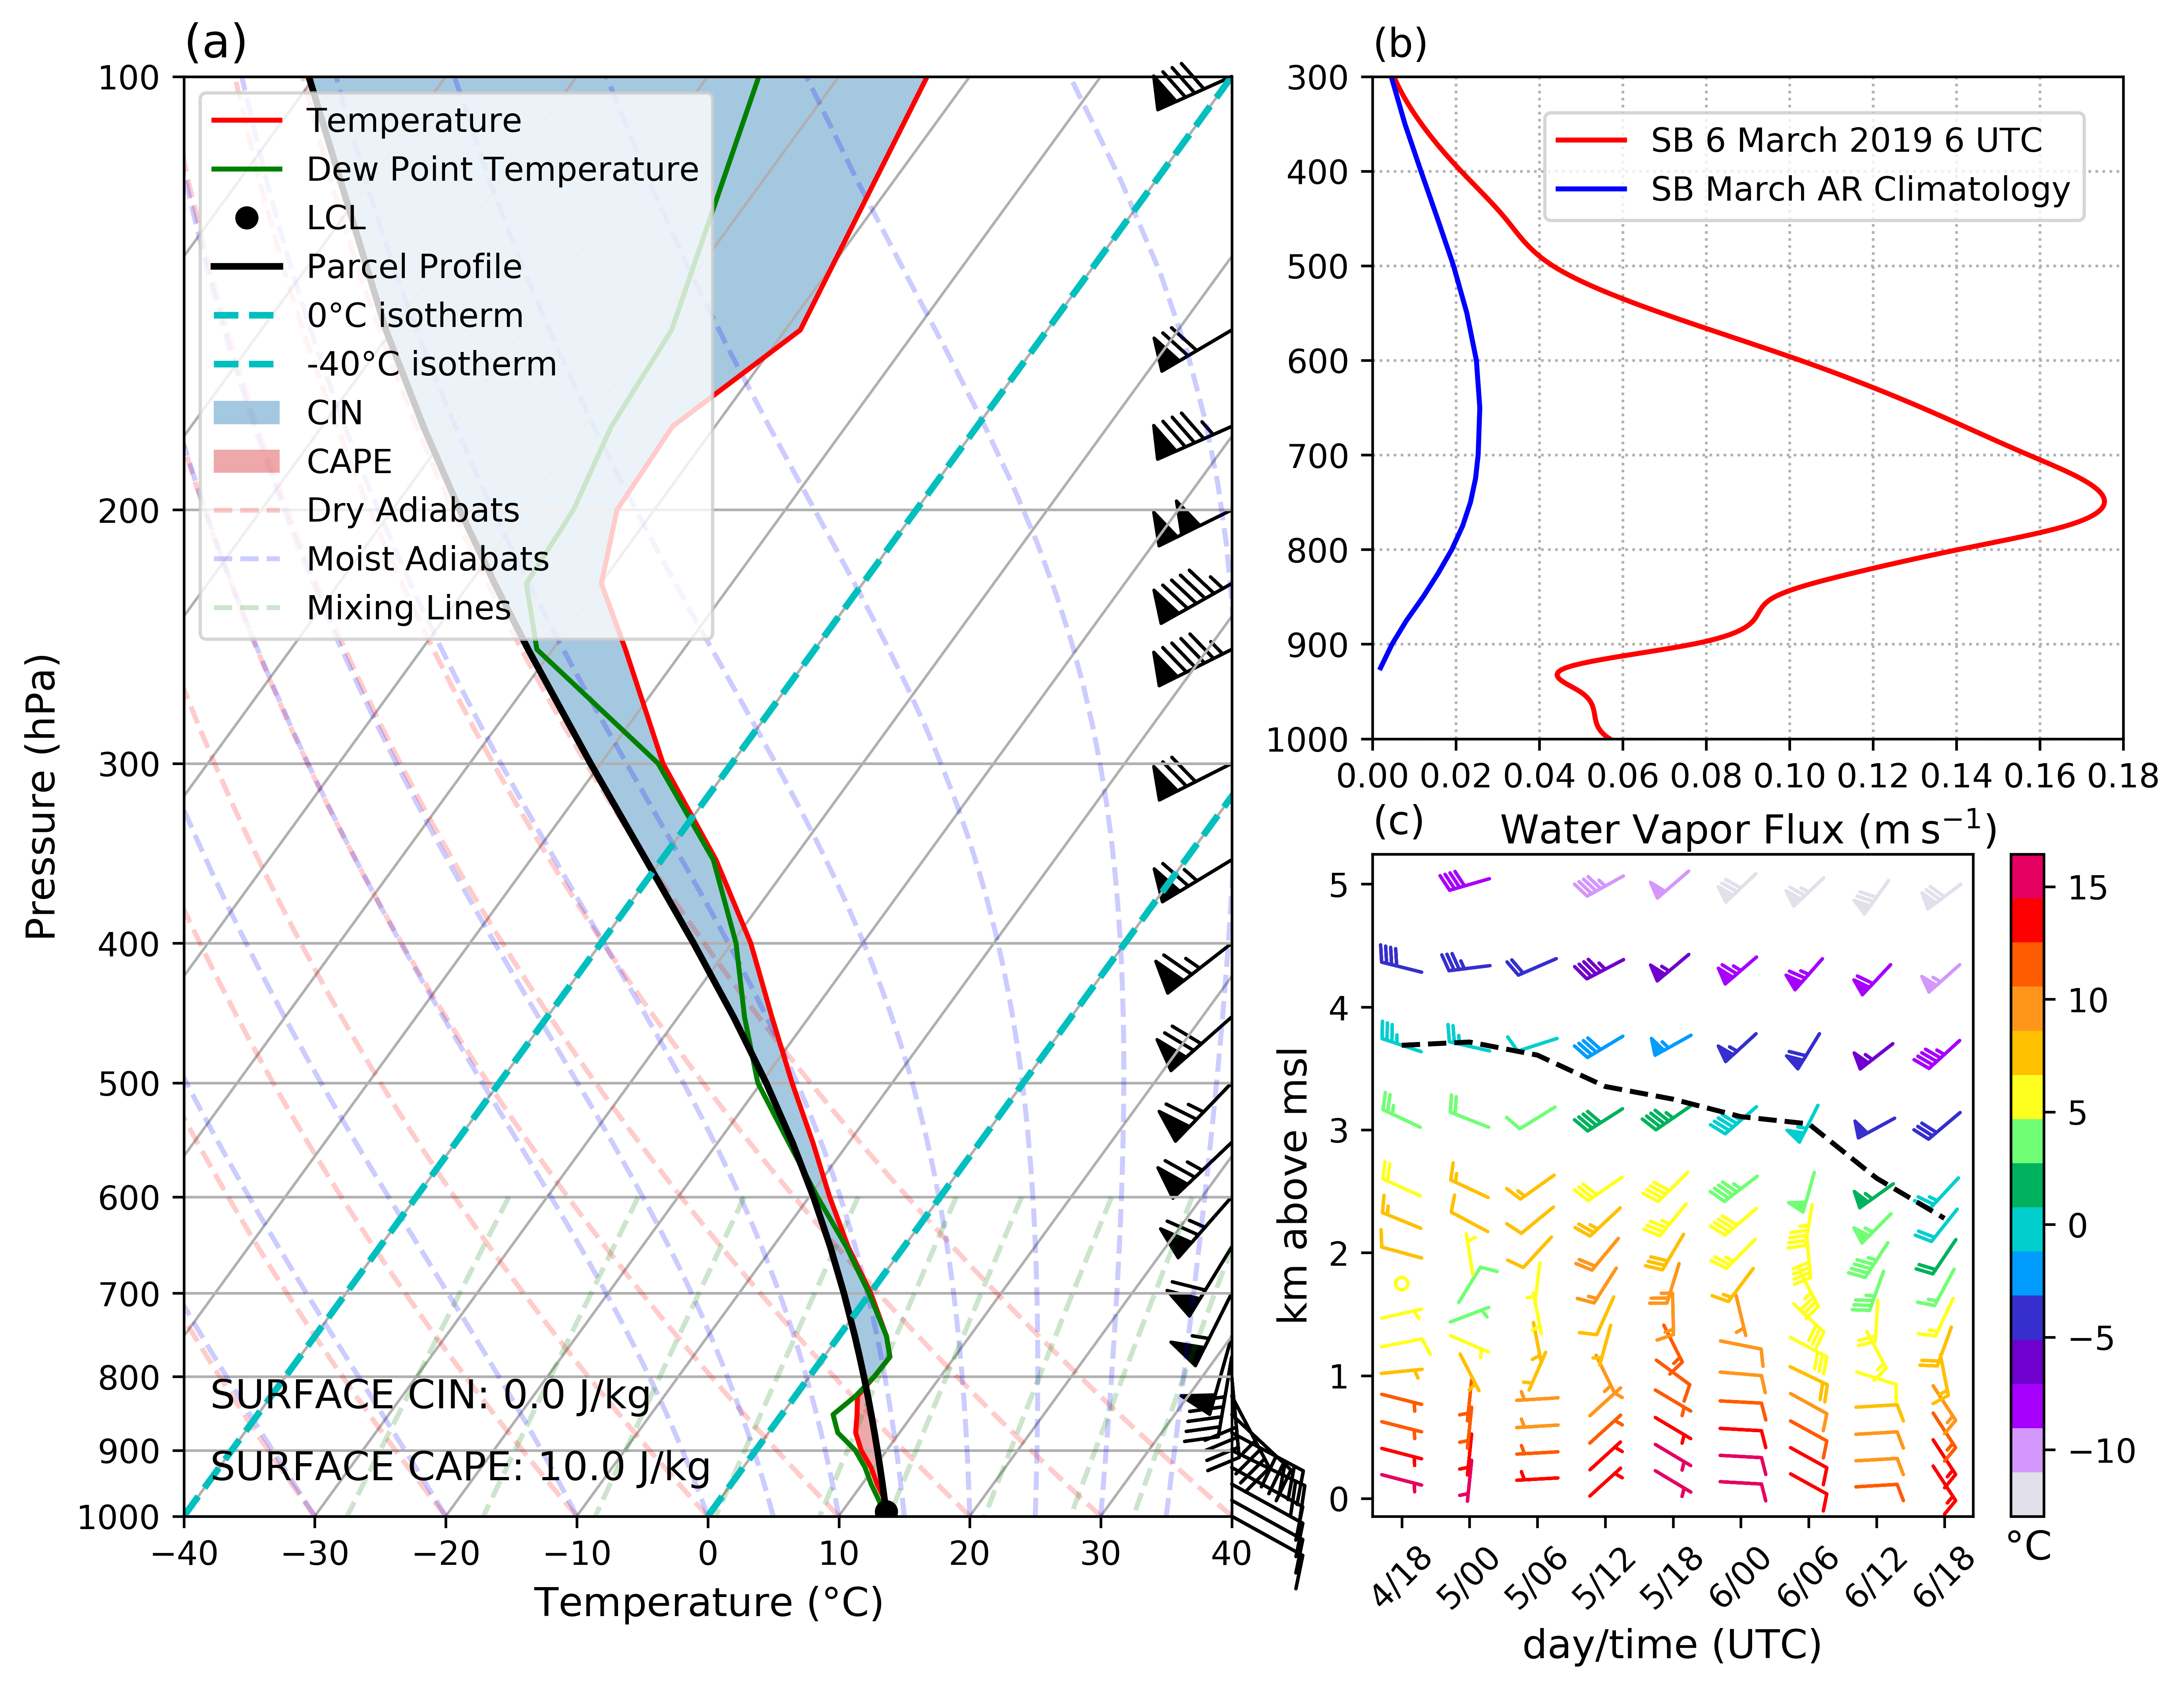 (a)
100
200
300
400
500
600
700
800
900
1000
Pressure (hPa)
Temperature
Dew Point Temperature
LCL
Parcel Profile
0°C isotherm
-40°C isotherm
CIN
CAPE
Dry Adiabats
Moist Adiabats
Mixing Lines
SURFACE CIN: 0.0 J/kg
SURFACE CAPE: 10.0 J/kg
−40 −30 −20 −10 0 10 20 30 40
Temperature (°C)
(b)
300
400
500
600
700
800
900
1000
SB 6 March 2019 6 UTC
SB March AR Climatology
0.00 0.02 0.04 0.06 0.08 0.10 0.12 0.14 0.16 0.18
Water Vapor Flux (m s⁻¹)
(c)
5
4
3
2
1
0
km above msl
4/18 5/00 5/06 5/12 5/18 6/00 6/06 6/12 6/18
day/time (UTC)
15
10
5
0
−5
−10
°C